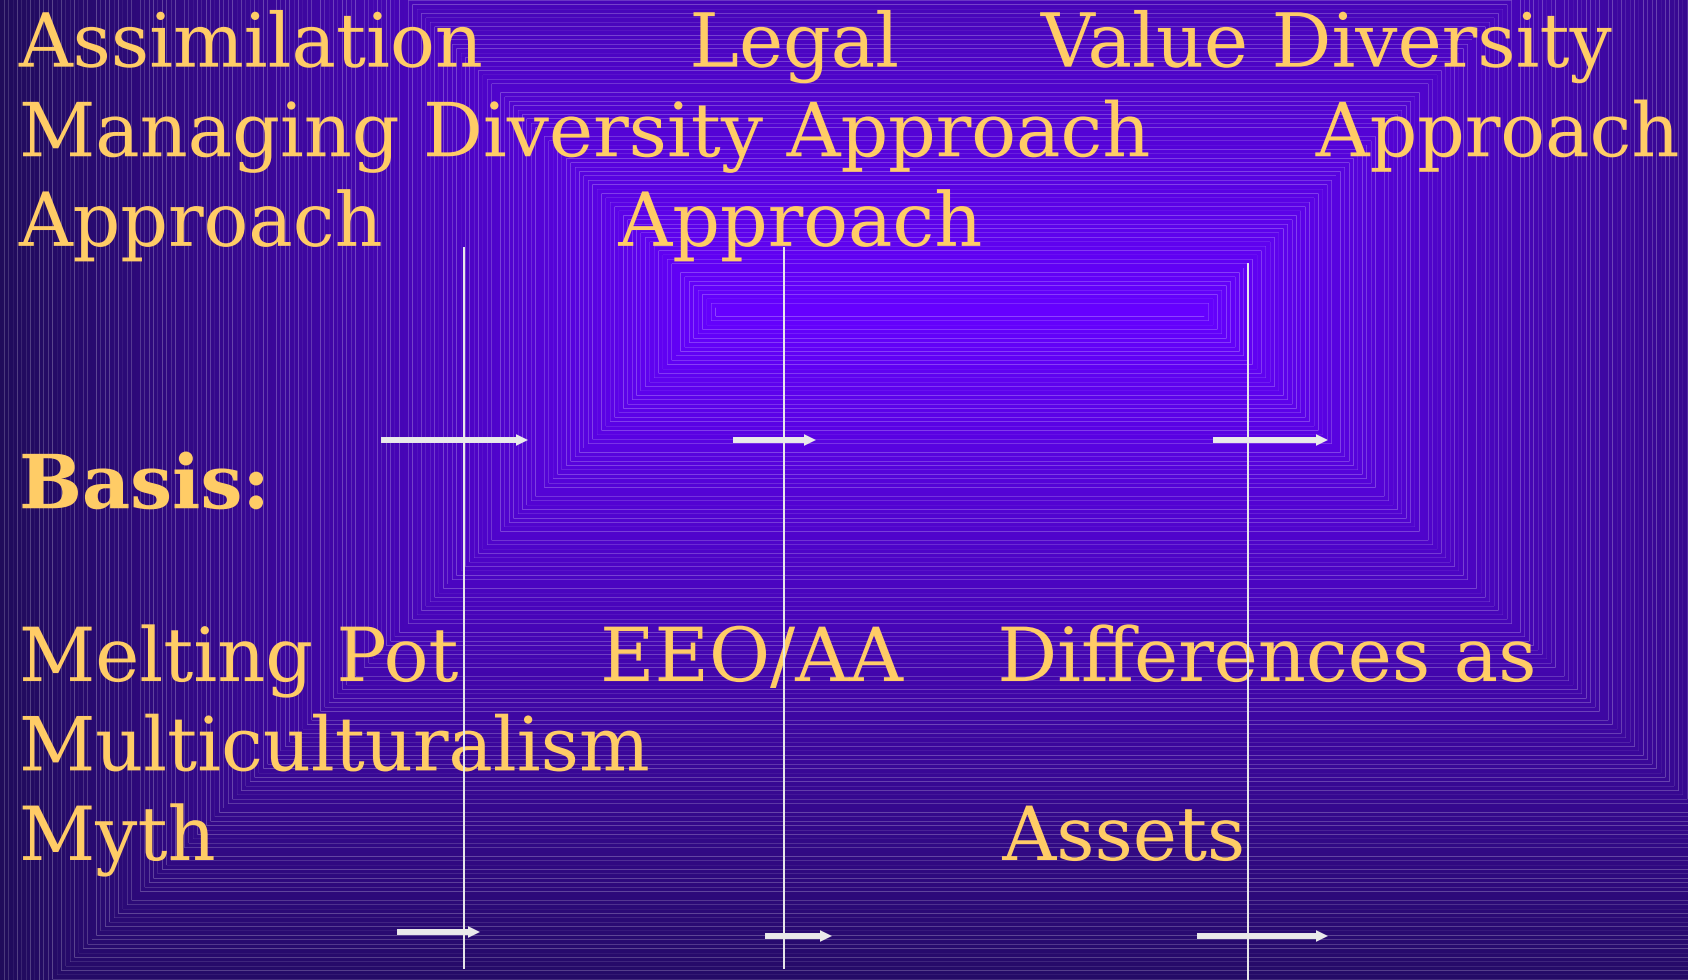 Assimilation Legal Value Diversity
Managing Diversity Approach Approach
Approach Approach
Basis:
Melting Pot EEO/AA Differences as
Multiculturalism
Myth Assets